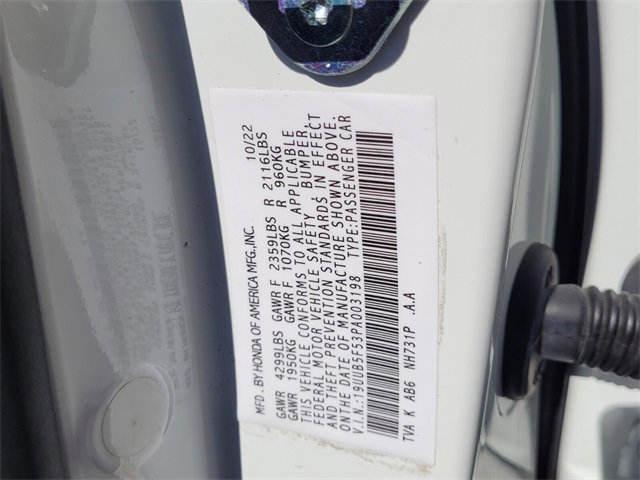 MFD. BY HONDA OF AMERICA MFG.,INC. 10/22
GAWR 4299LBS GAWR F 2359LBS R 2116LBS
GAWR 1950KG GAWR F 1070KG R 960KG
THIS VEHICLE CONFORMS TO ALL APPLICABLE
FEDERAL MOTOR VEHICLE SAFETY, BUMPER,
AND THEFT PREVENTION STANDARDS IN EFFECT
ON THE DATE OF MANUFACTURE SHOWN ABOVE.
V.I.N.:19UUB5F53PA003198 TYPE:PASSENGER CAR
TVA K AB6 NH731P .A.A